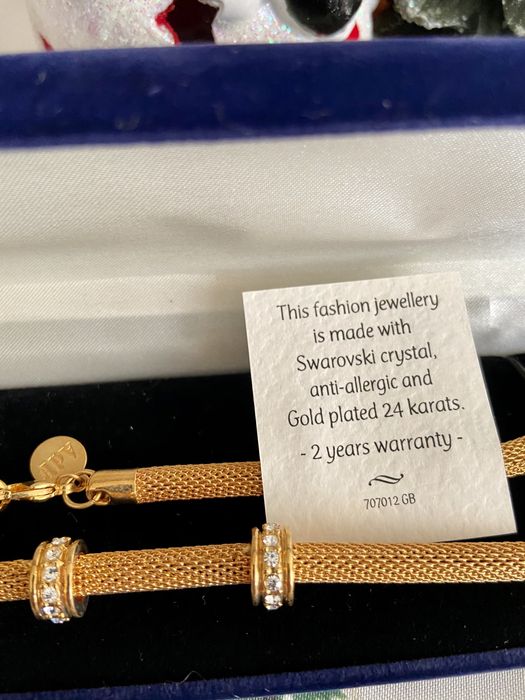 This fashion jewellery
is made with
Swarovski crystal,
anti-allergic and
Gold plated 24 karats.
- 2 years warranty -
707012 GB